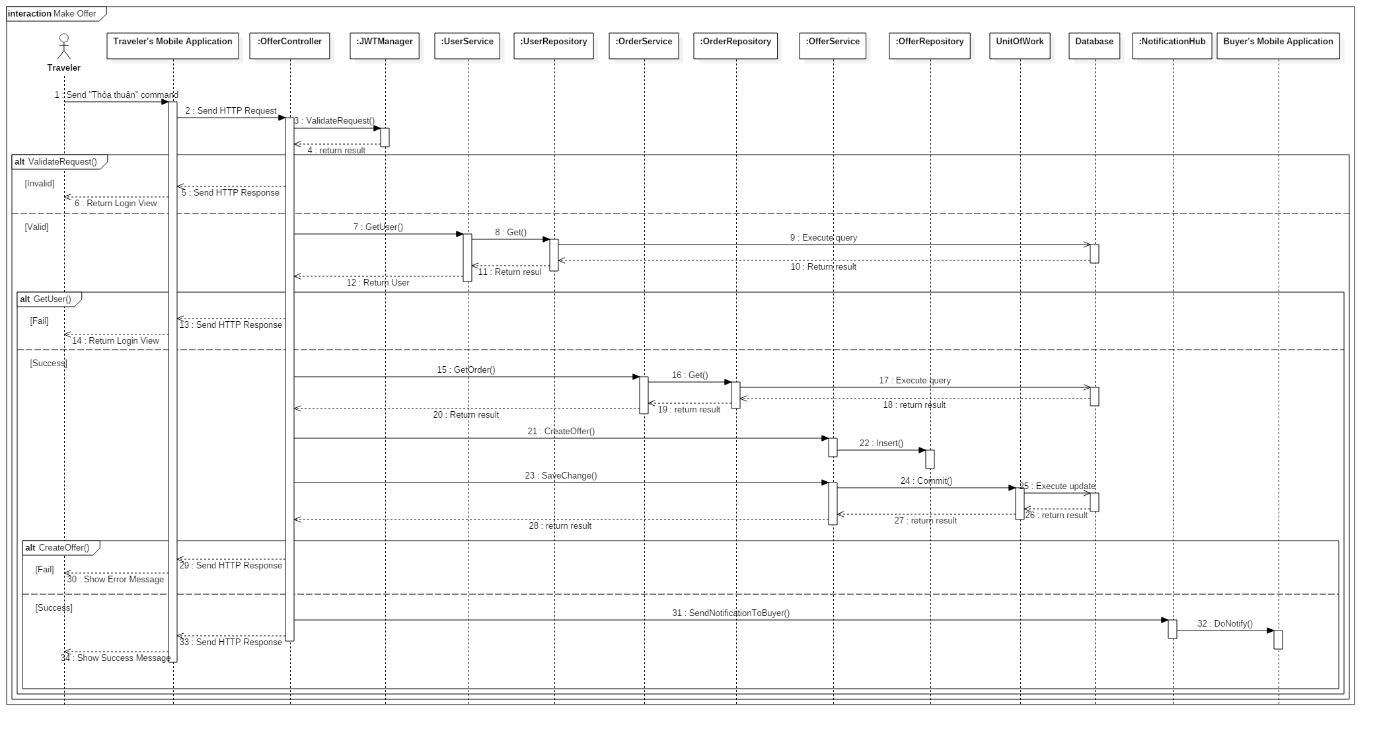 interaction Make Offer
Traveler's Mobile Application
:OfferController
:JWTManager
:UserService
:UserRepository
:OrderService
:OrderRepository
:OfferService
:OfferRepository
UnitOfWork
Database
:NotificationHub
Buyer's Mobile Application
Traveler
1 : Send "Thỏa thuận" command
2 : Send HTTP Request
3 : ValidateRequest()
4 : return result
alt ValidateRequest()
[Invalid]
5 : Send HTTP Response
6 : Return Login View
[Valid]
7 : GetUser()
8 : Get()
9 : Execute query
10 : Return result
11 : Return resul
12 : Return User
alt GetUser()
[Fail]
13 : Send HTTP Response
14 : Return Login View
[Success]
15 : GetOrder()
16 : Get()
17 : Execute query
18 : return result
19 : return result
20 : Return result
21 : CreateOffer()
22 : Insert()
23 : SaveChange()
24 : Commit()
25 : Execute update
26 : return result
27 : return result
28 : return result
alt CreateOffer()
29 : Send HTTP Response
[Fail]
30 : Show Error Message
[Success]
31 : SendNotificationToBuyer()
32 : DoNotify()
33 : Send HTTP Response
34 : Show Success Message